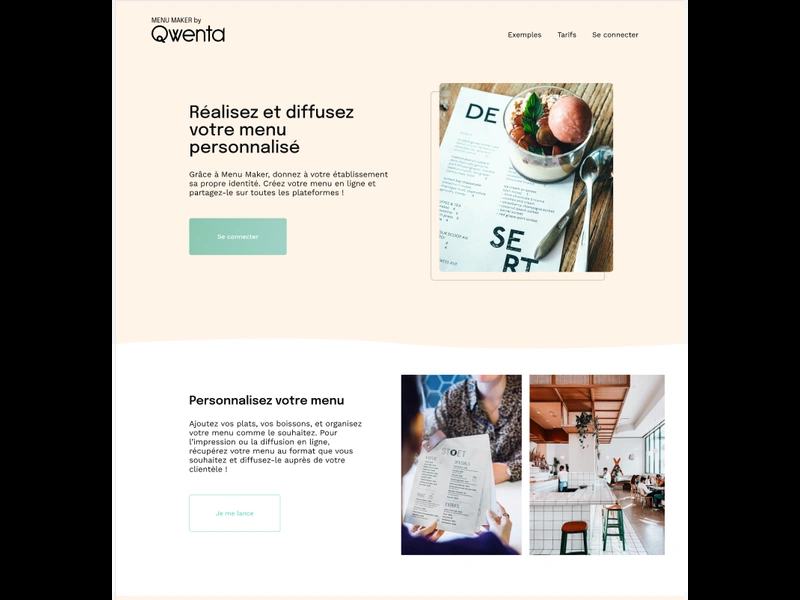 MENU MAKER by
Qwenta
Exemples Tarifs Se connecter
Réalisez et diffusez
votre menu
personnalisé
Grâce à Menu Maker, donnez à votre établissement
sa propre identité. Créez votre menu en ligne et
partagez-le sur toutes les plateformes !
Se connecter
DE
SE
RT
Personnalisez votre menu
Ajoutez vos plats, vos boissons, et organisez
votre menu comme le souhaitez. Pour
l'impression ou la diffusion en ligne,
récupérez votre menu au format que vous
souhaitez et diffusez-le auprès de votre
clientèle !
Je me lance